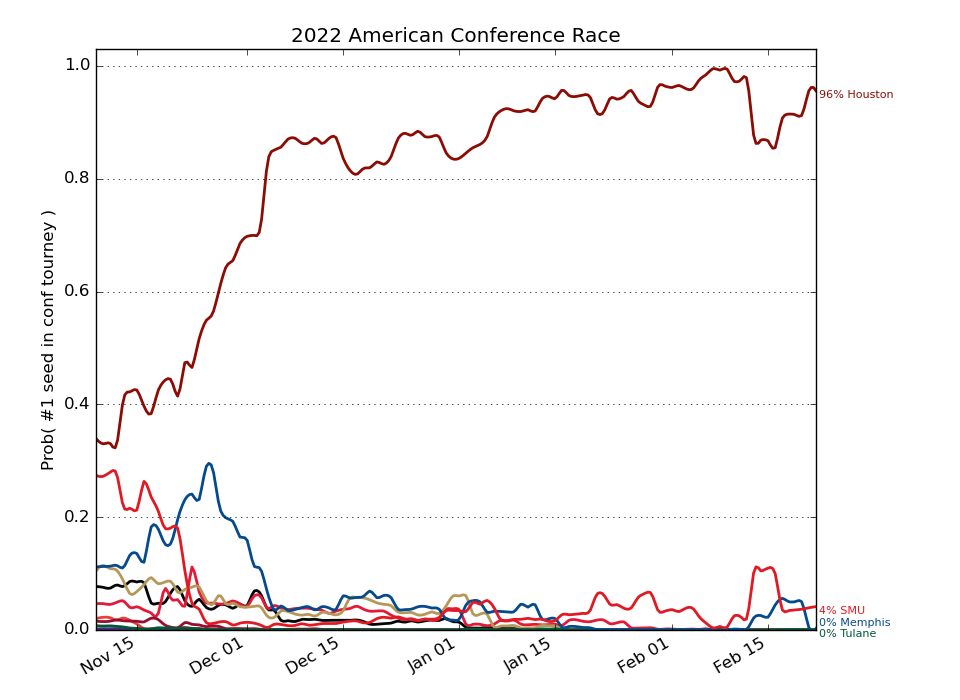 2022 American Conference Race
Prob( #1 seed in conf tourney )
1.0
0.8
0.6
0.4
0.2
0.0
96% Houston
4% SMU
0% Memphis
0% Tulane
Nov 15
Dec 01
Dec 15
Jan 01
Jan 15
Feb 01
Feb 15